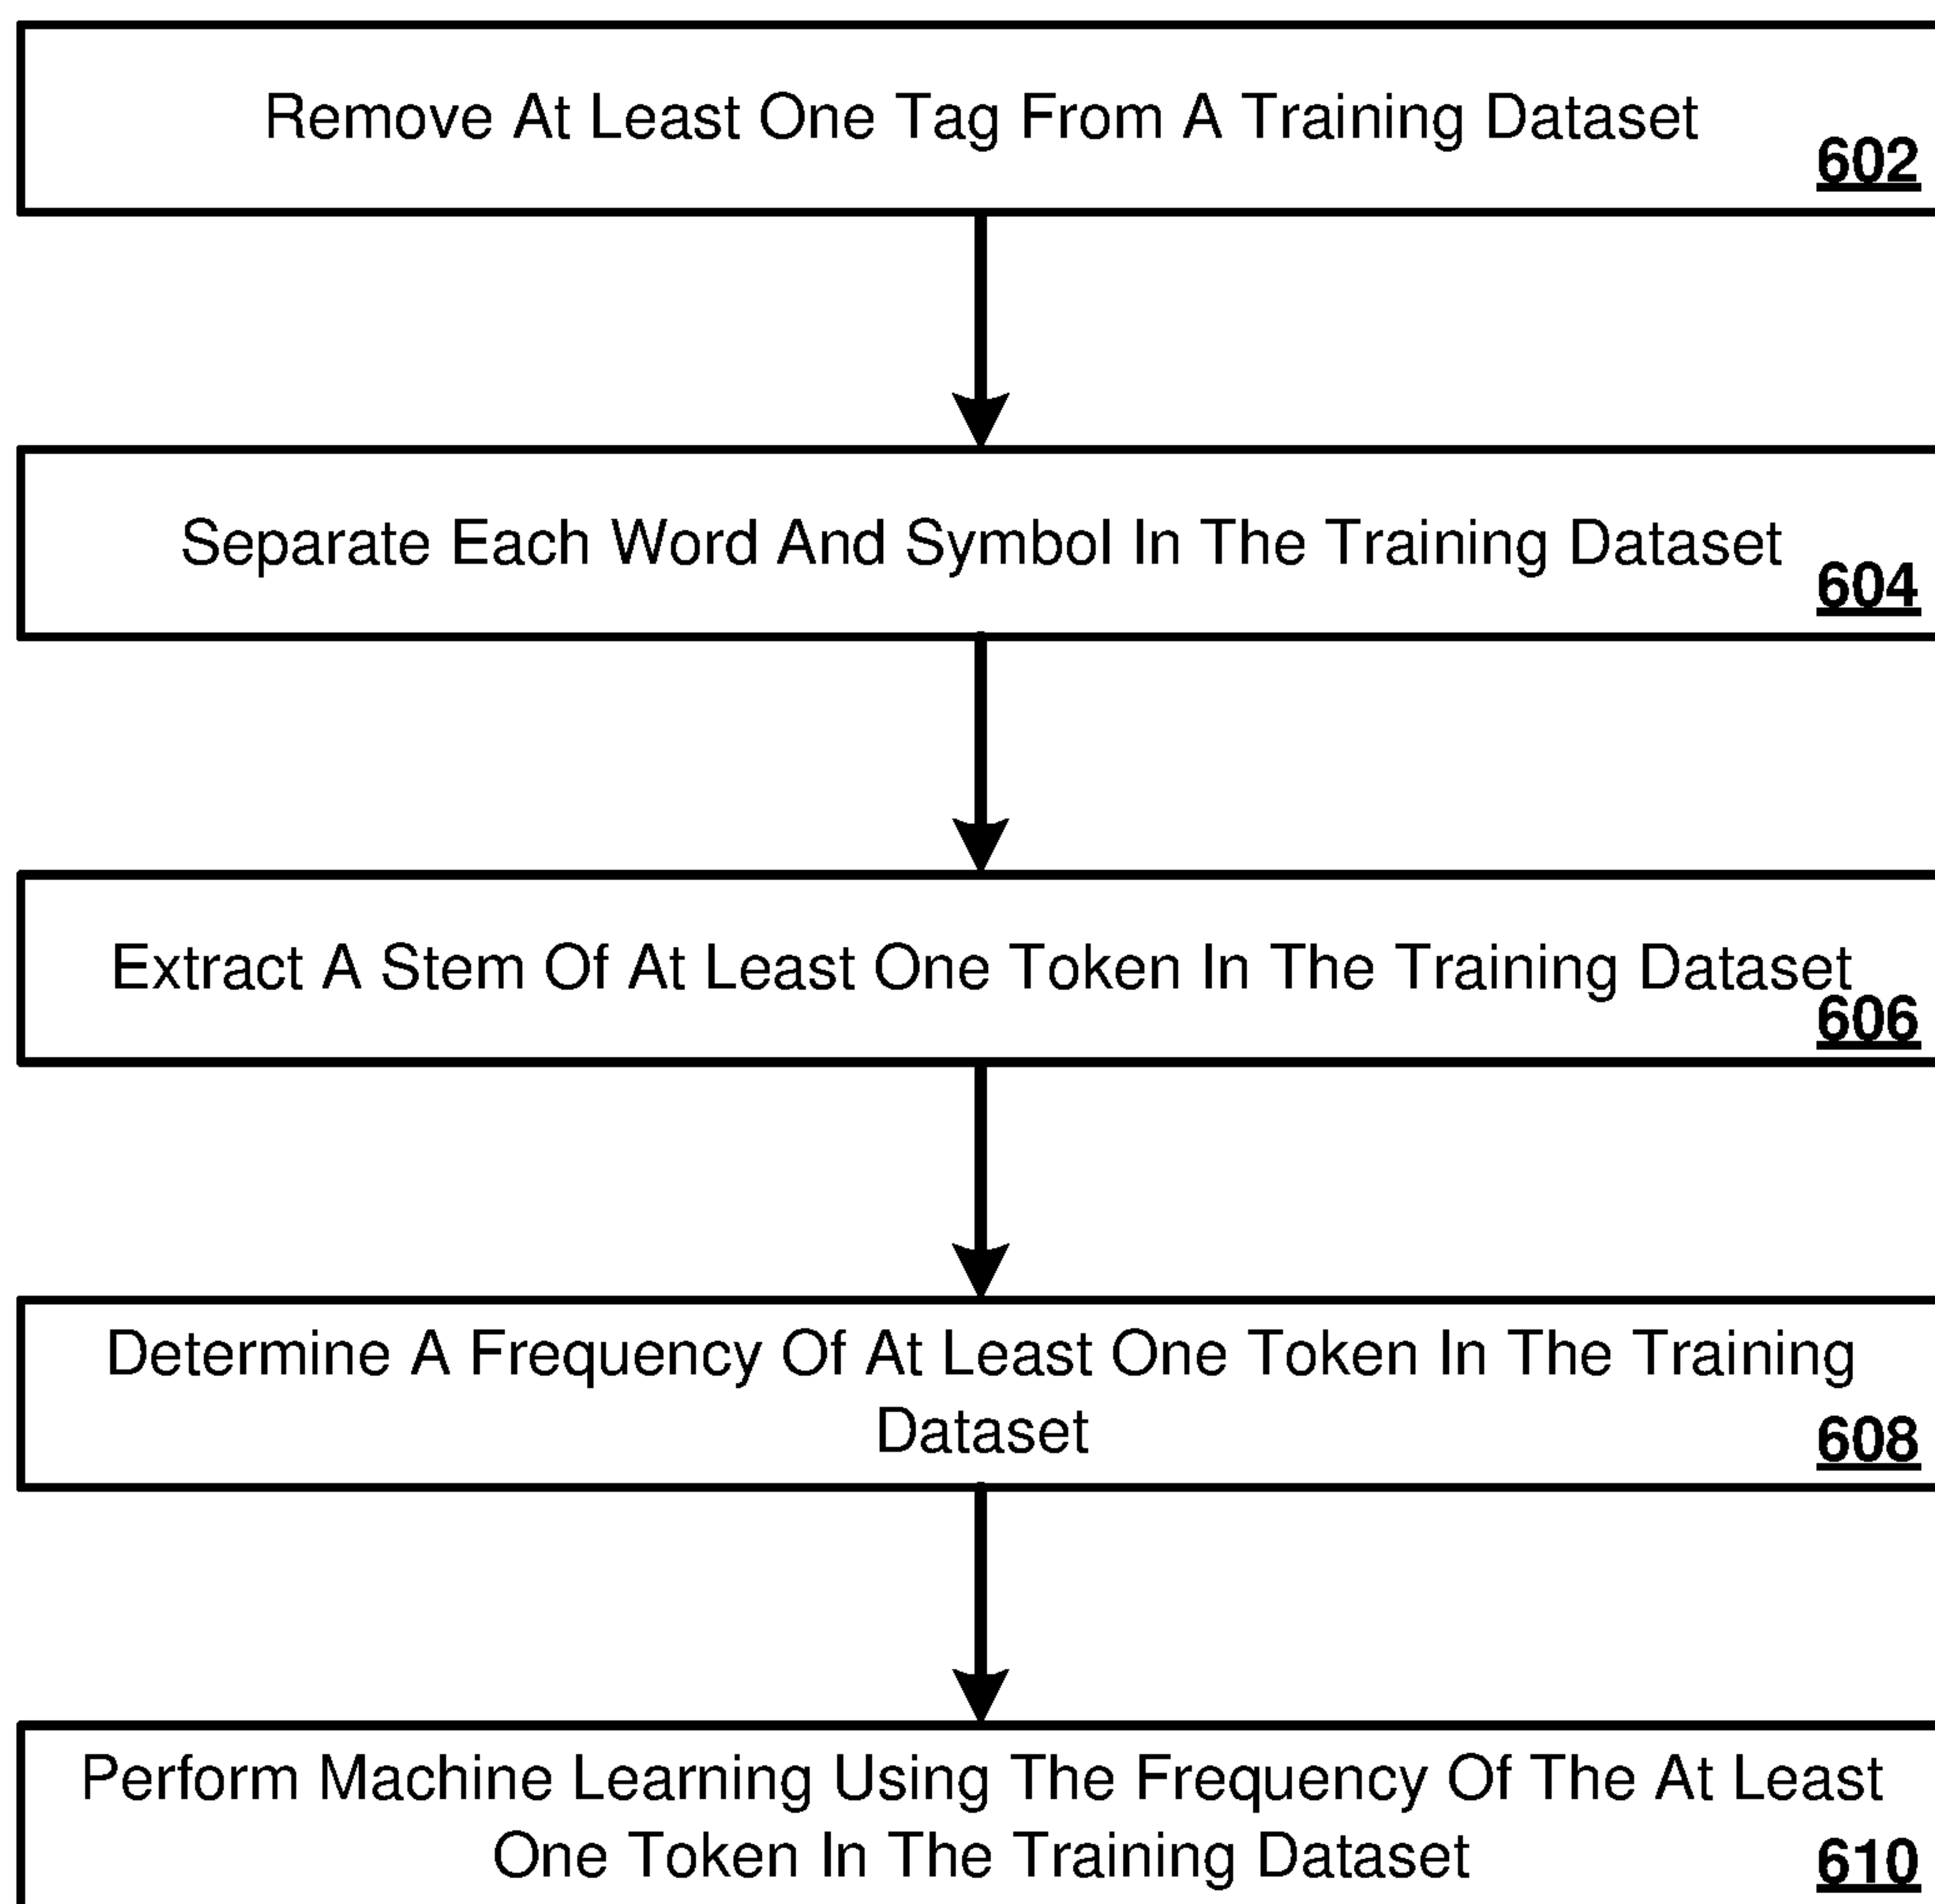 Remove At Least One Tag From A Training Dataset
602
Separate Each Word And Symbol In The Training Dataset
604
Extract A Stem Of At Least One Token In The Training Dataset
606
Determine A Frequency Of At Least One Token In The Training
Dataset
608
Perform Machine Learning Using The Frequency Of The At Least
One Token In The Training Dataset
610